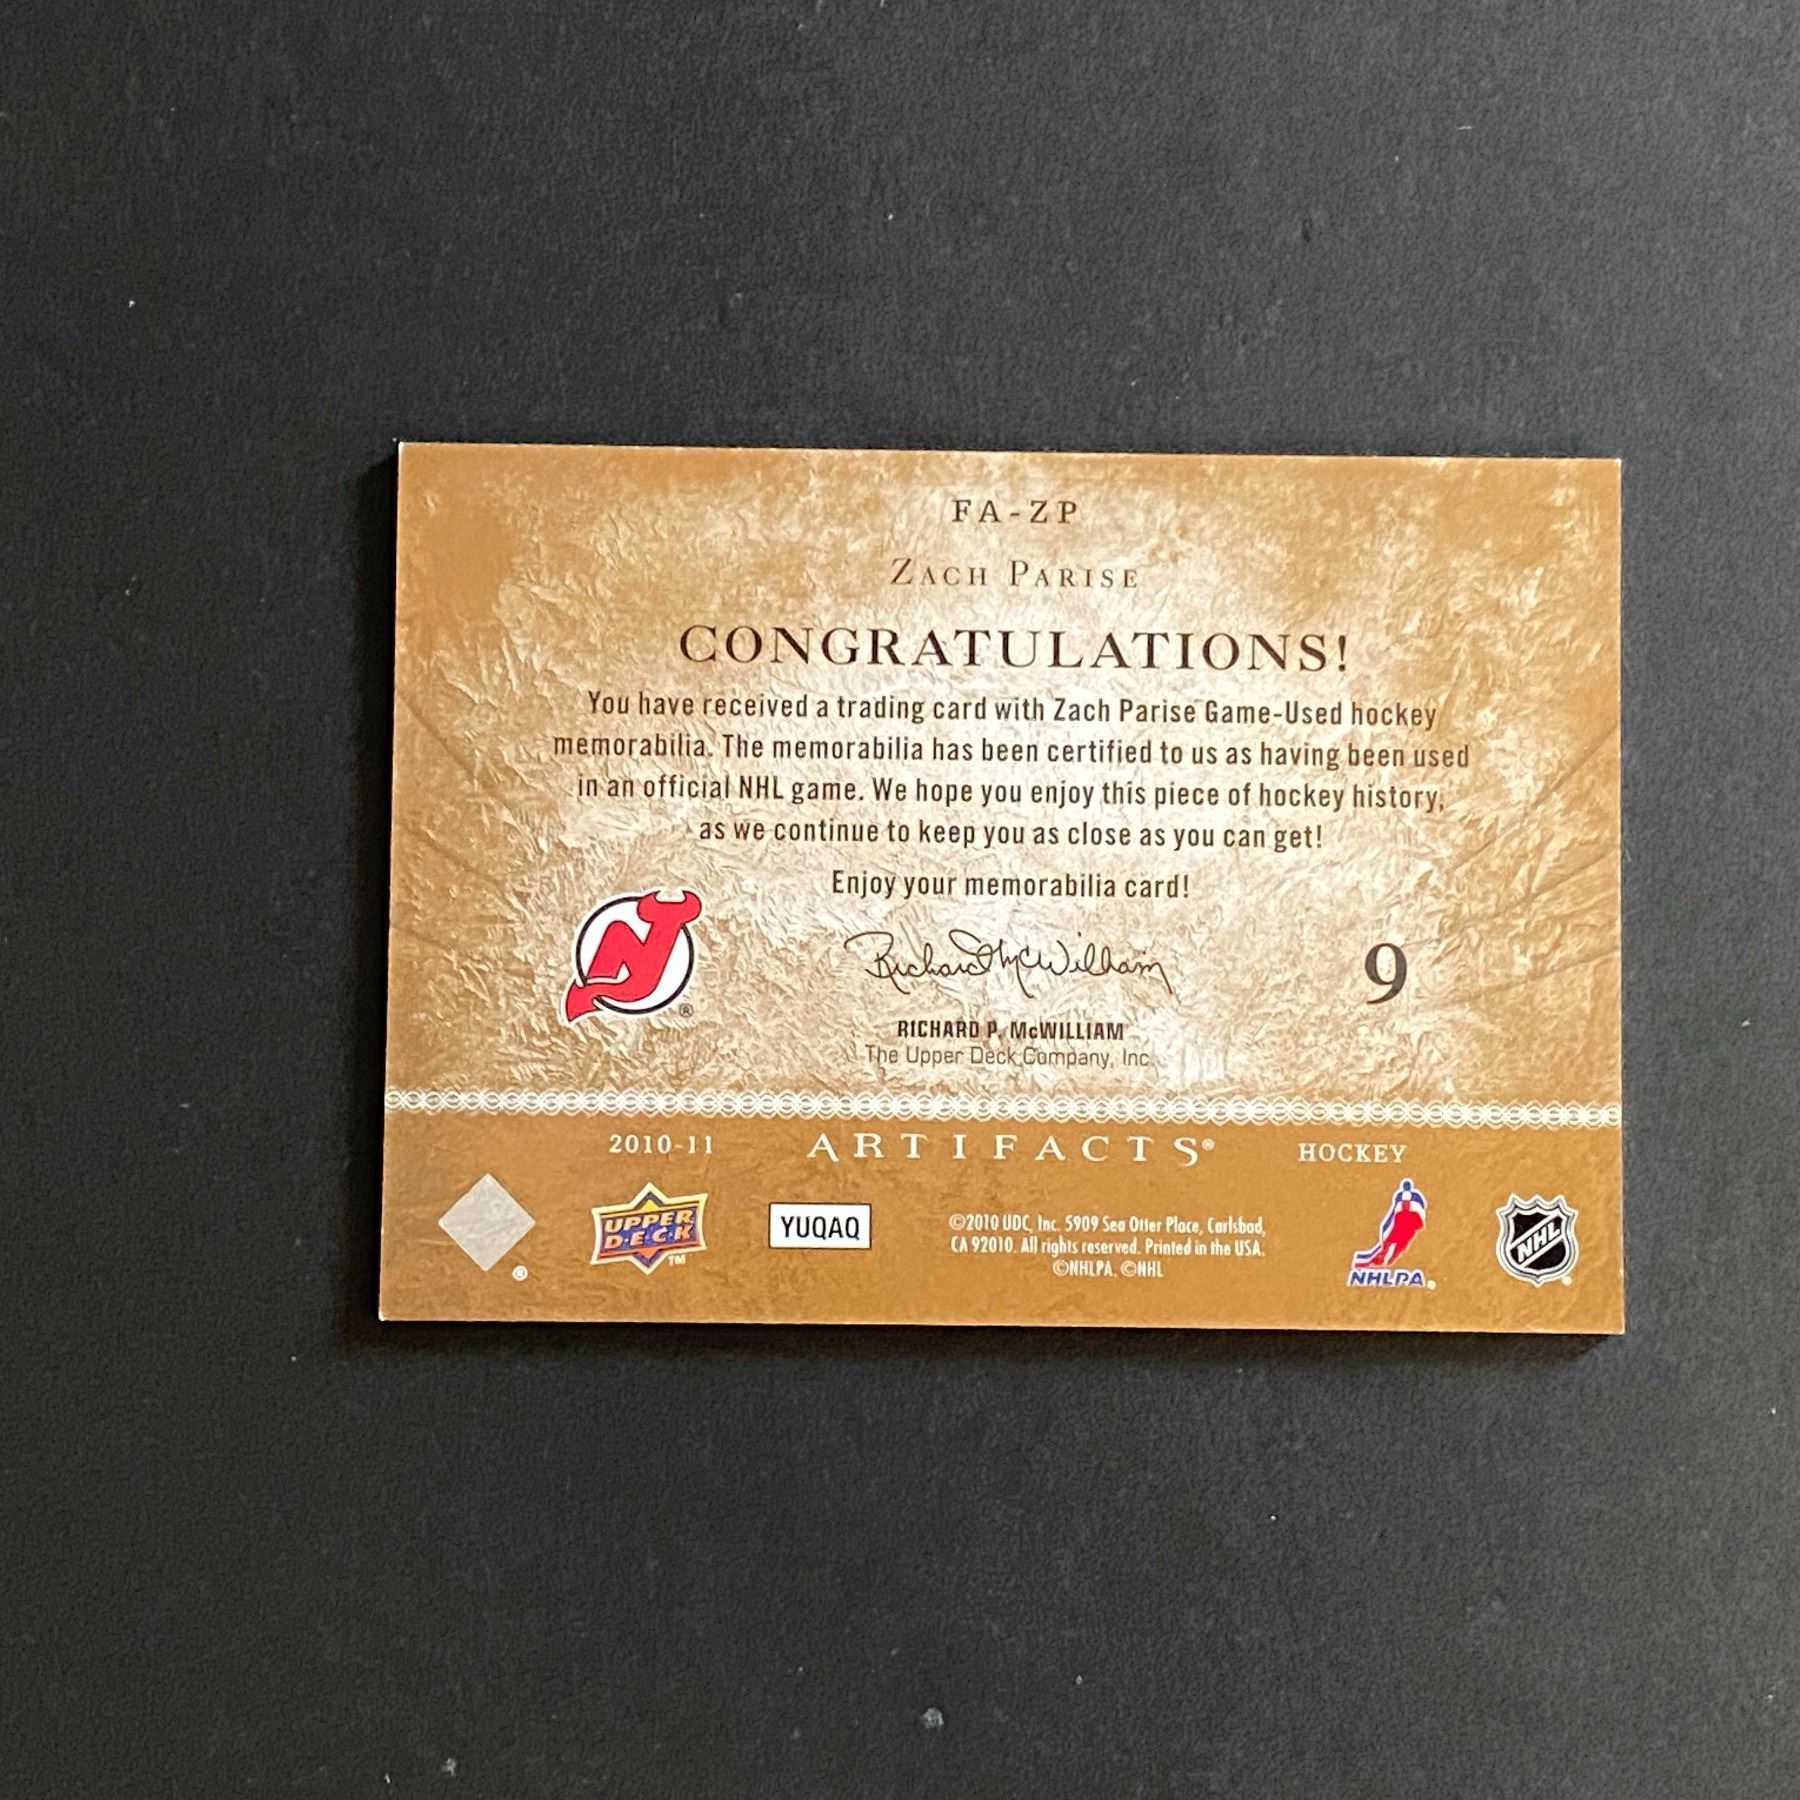 FA-ZP
ZACH PARISE
CONGRATULATIONS!
You have received a trading card with Zach Parise Game-Used hockey
memorabilia. The memorabilia has been certified to us as having been used
in an official NHL game. We hope you enjoy this piece of hockey history,
as we continue to keep you as close as you can get!
Enjoy your memorabilia card!
Richard McWilliam
9
®
RICHARD P. McWILLIAM
The Upper Deck Company, Inc.
2010-11 ARTIFACTS® HOCKEY
UPPER
D·E·C·K
TM
YUQAQ
©2010 UDC, Inc. 5909 Sea Otter Place, Carlsbad,
CA 92010. All rights reserved. Printed in the USA.
©NHLPA. ©NHL
NHLPA®
NHL®
®